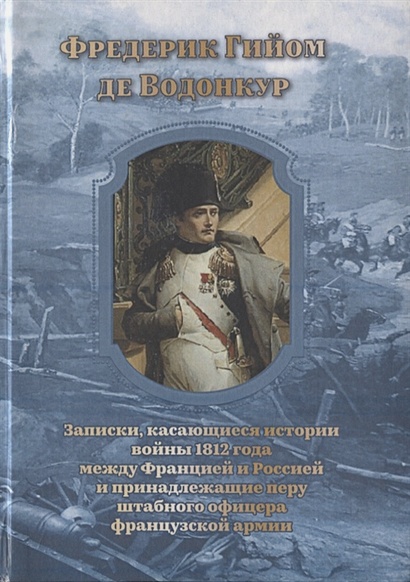 Фредерик Гийом
де Водонкур
Записки, касающиеся истории
войны 1812 года
между Францией и Россией
и принадлежащие перу
штабного офицера
французской армии